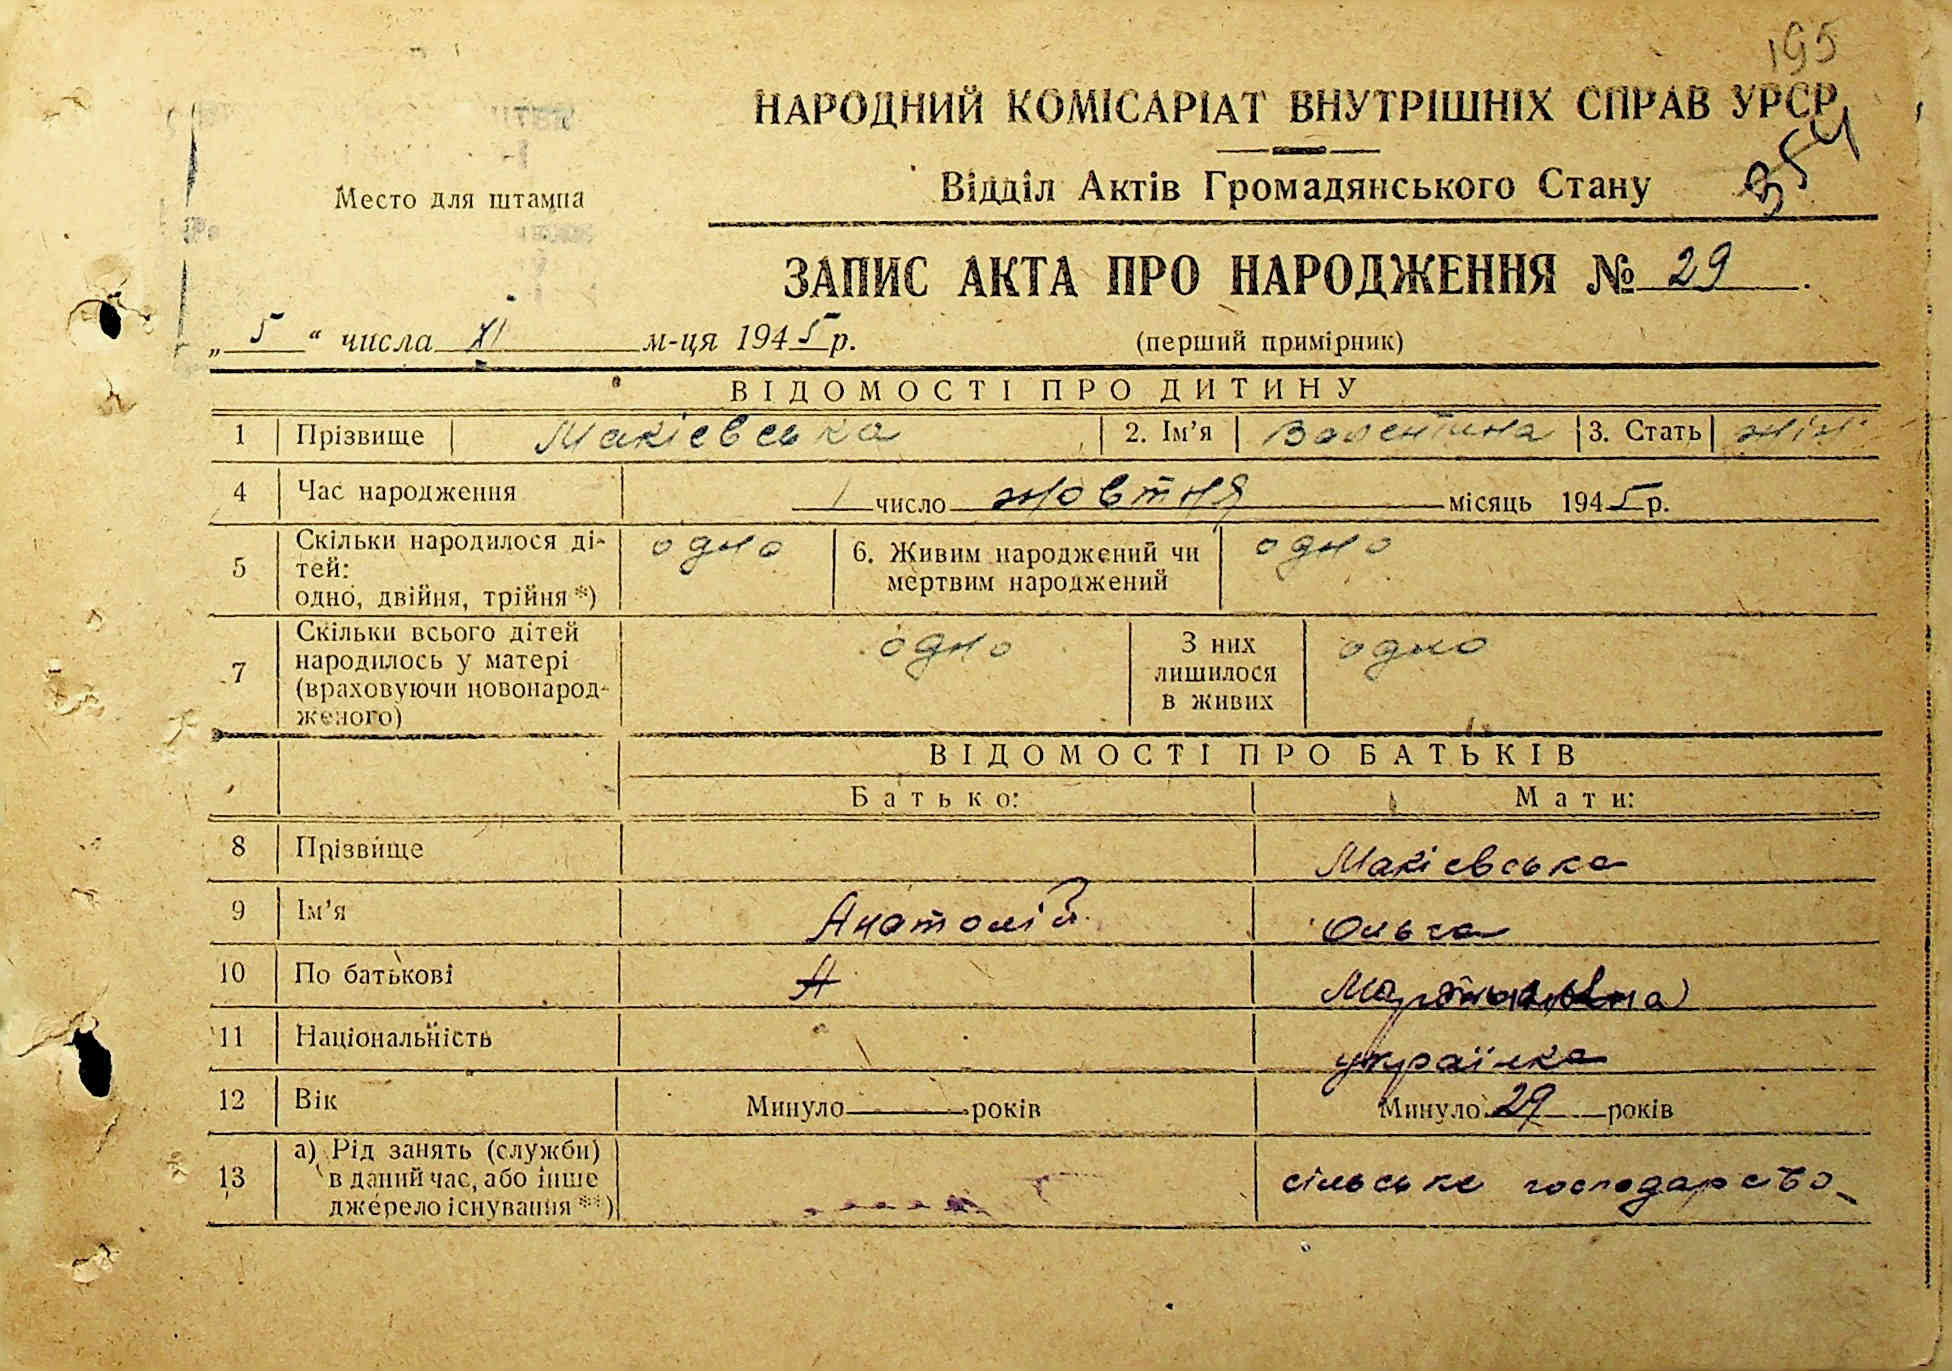 195
НАРОДНИЙ КОМІСАРІАТ ВНУТРІШНІХ СПРАВ УРСР
354
Место для штампа
Відділ Актів Громадянського Стану
ЗАПИС АКТА ПРО НАРОДЖЕННЯ № 29.
„5“ числа XI м-ця 1945 р.
(перший примірник)
ВІДОМОСТІ ПРО ДИТИНУ
1 Прізвище Макієвська 2. Ім’я Валентина 3. Стать жін
4 Час народження 1 число жовтня місяць 1945 р.
5 Скільки народилося ді-
тей:
одно, двійня, трійня *) одно
6. Живим народжений чи
мертвим народжений одно
7 Скільки всього дітей
народилось у матері
(враховуючи новонарод-
женого) одно
З них
лишилося
в живих одно
ВІДОМОСТІ ПРО БАТЬКІВ
Батько: Мати:
8 Прізвище Макієвська
9 Ім’я Анатолій Ольга
10 По батькові А
11 Національність українка
12 Вік Минуло років Минуло 29 років
13 а) Рід занять (служби)
в даний час, або інше
джерело існування **) сільське господарство